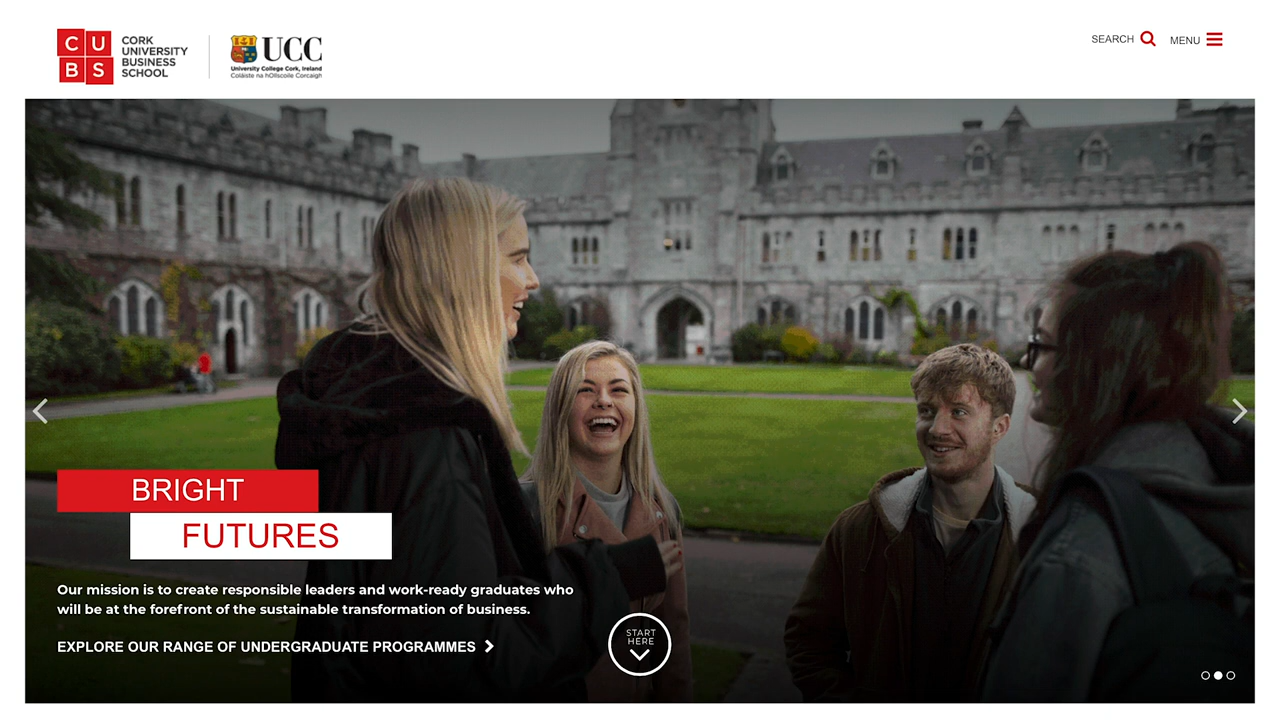 CU
BS
CORK
UNIVERSITY
BUSINESS
SCHOOL
UCC
University College Cork, Ireland
Coláiste na hOllscoile Corcaigh
SEARCH
MENU
BRIGHT
FUTURES
Our mission is to create responsible leaders and work-ready graduates who
will be at the forefront of the sustainable transformation of business.
EXPLORE OUR RANGE OF UNDERGRADUATE PROGRAMMES
START
HERE